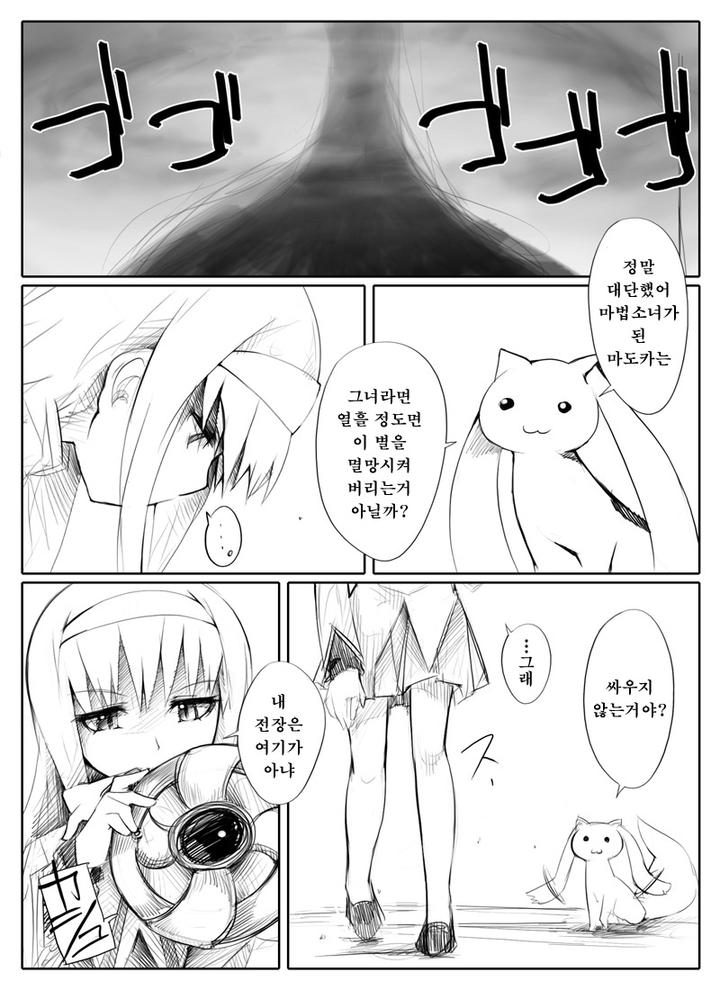 ゴゴ
ゴゴゴ
정말
대단했어
마법소녀가
된
마도카는
그녀라면
열흘 정도면
이 별을
멸망시켜
버리는거
아닐까?
…。
싸우지
않는거야?
…그래
ス
내
전장은
여기가
아냐
カシュ